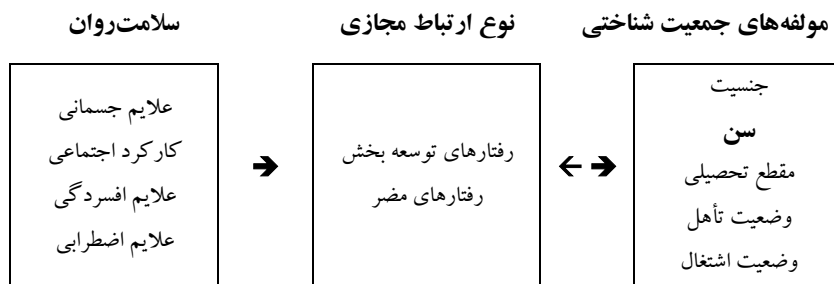 مولفه‌های جمعیت شناختی
نوع ارتباط مجازی
سلامت‌روان
جنسیت
سن
مقطع تحصیلی
وضعیت تأهل
وضعیت اشتغال
رفتارهای توسعه بخش
رفتارهای مضر
علایم جسمانی
کارکرد اجتماعی
علایم افسردگی
علایم اضطرابی